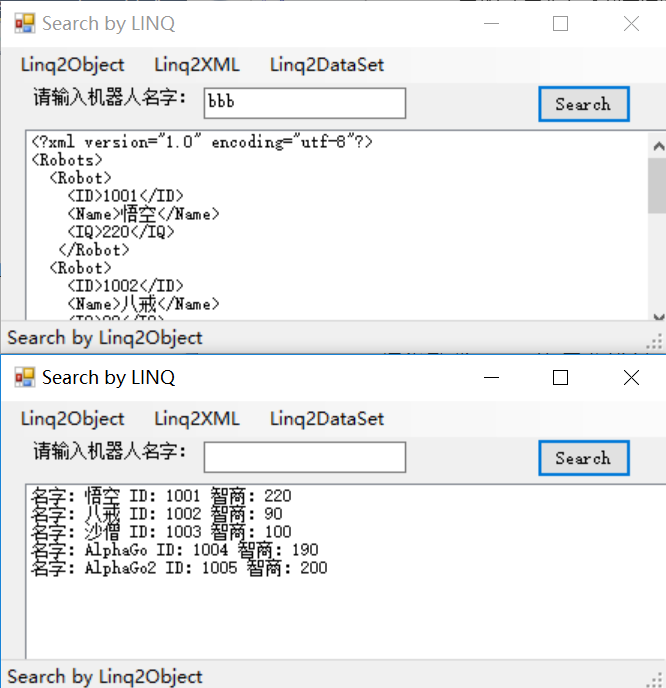 Search by LINQ
Linq2Object Linq2XML Linq2DataSet
请输入机器人名字： bbb Search
<?xml version="1.0" encoding="utf-8"?>
<Robots>
<Robot>
<ID>1001</ID>
<Name>悟空</Name>
<IQ>220</IQ>
</Robot>
<Robot>
<ID>1002</ID>
<Name>八戒</Name>
Search by Linq2Object
Search by LINQ
Linq2Object Linq2XML Linq2DataSet
请输入机器人名字： Search
名字：悟空 ID：1001 智商：220
名字：八戒 ID：1002 智商：90
名字：沙僧 ID：1003 智商：100
名字：AlphaGo ID：1004 智商：190
名字：AlphaGo2 ID：1005 智商：200
Search by Linq2Object